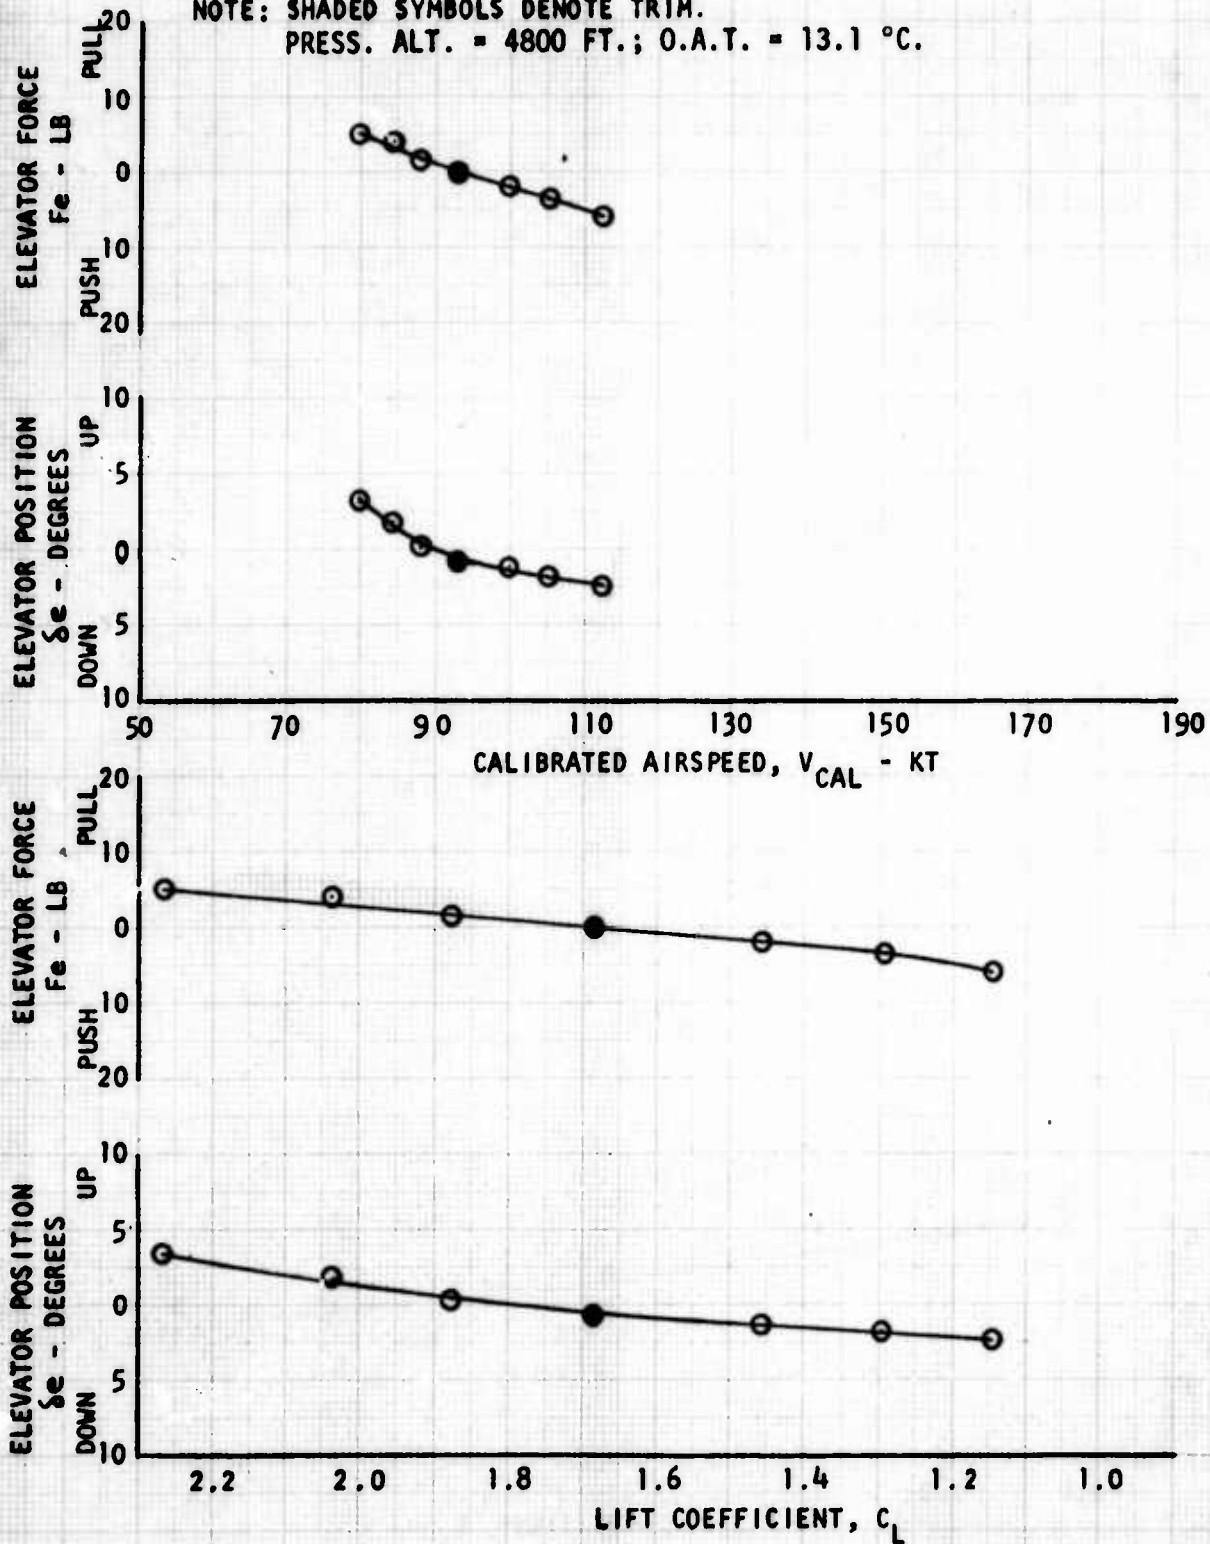 NOTE: SHADED SYMBOLS DENOTE TRIM.
PRESS. ALT. = 4800 FT.; O.A.T. = 13.1 °C.
ELEVATOR FORCE
Fe - LB
PULL
PUSH
20
10
0
10
20
ELEVATOR POSITION
δe - DEGREES
UP
DOWN
10
5
0
5
10
50 70 90 110 130 150 170 190
CALIBRATED AIRSPEED, V_CAL - KT
ELEVATOR FORCE
Fe - LB
PULL
PUSH
20
10
0
10
20
ELEVATOR POSITION
δe - DEGREES
UP
DOWN
10
5
0
5
10
2.2 2.0 1.8 1.6 1.4 1.2 1.0
LIFT COEFFICIENT, C_L